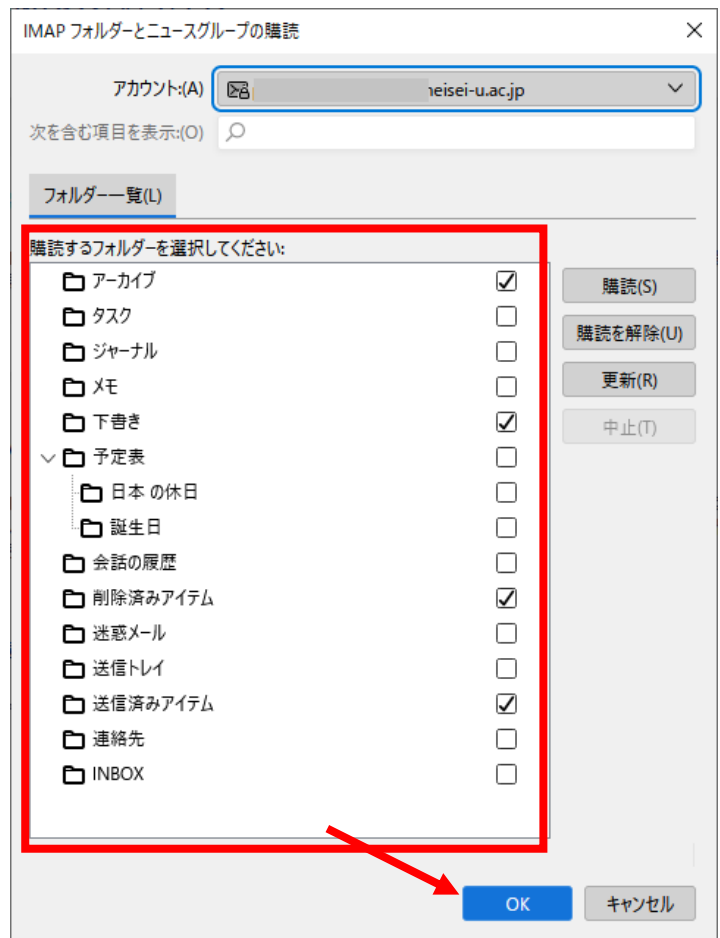 IMAP フォルダーとニュースグループの購読
アカウント:(A)
eisei-u.ac.jp
次を含む項目を表示:(O)
フォルダー一覧(L)
購読するフォルダーを選択してください:
アーカイブ
購読(S)
タスク
購読を解除(U)
ジャーナル
更新(R)
メモ
下書き
中止(T)
予定表
日本 の休日
誕生日
会話の履歴
削除済みアイテム
迷惑メール
送信トレイ
送信済みアイテム
連絡先
INBOX
OK
キャンセル